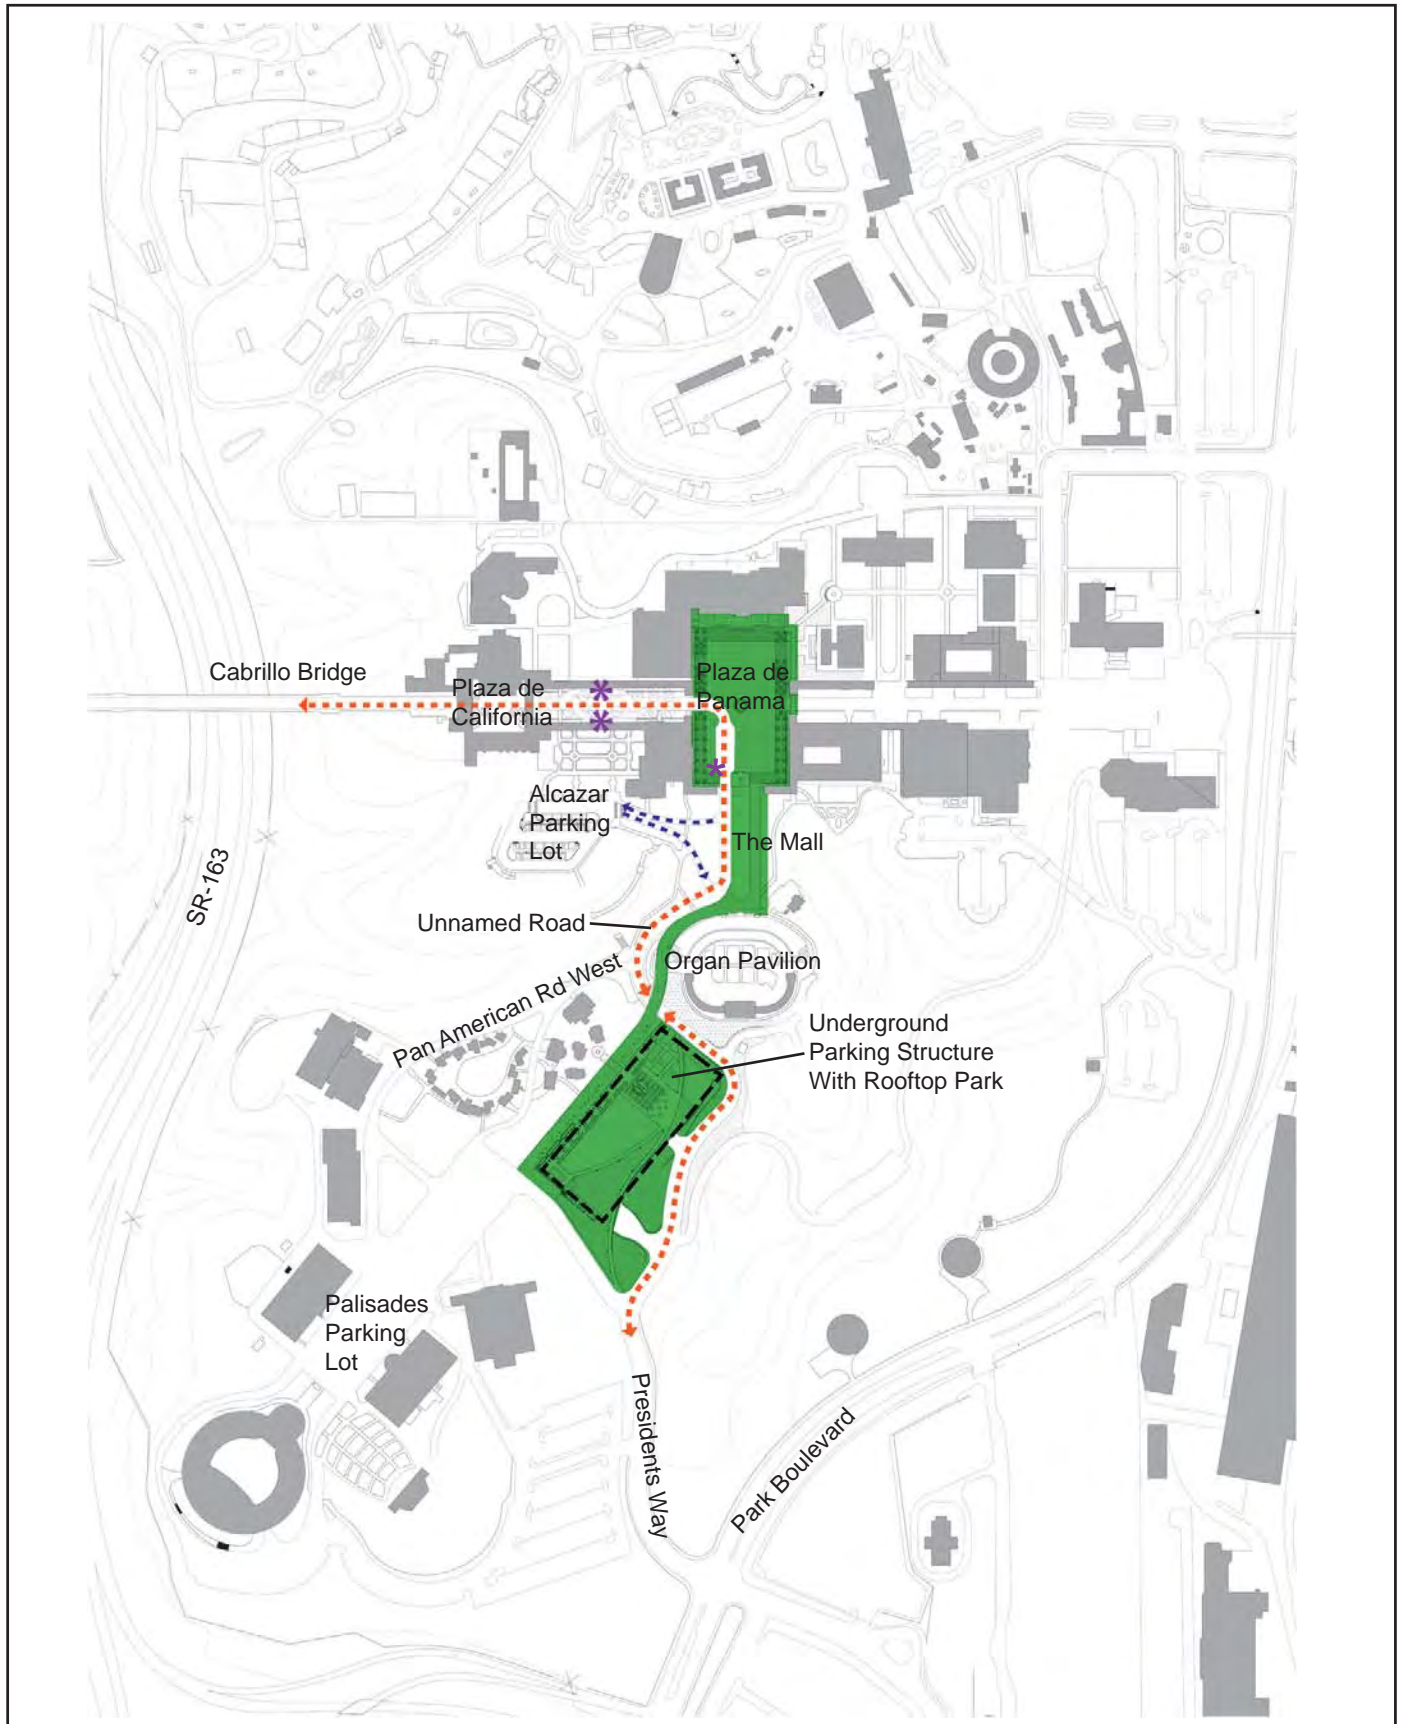 Cabrillo Bridge
Plaza de
California
Plaza de
Panama
Alcazar
Parking
Lot
The Mall
SR-163
Unnamed Road
Organ Pavilion
Pan American Rd West
Underground
Parking Structure
With Rooftop Park
Palisades
Parking
Lot
Presidents Way
Park Boulevard